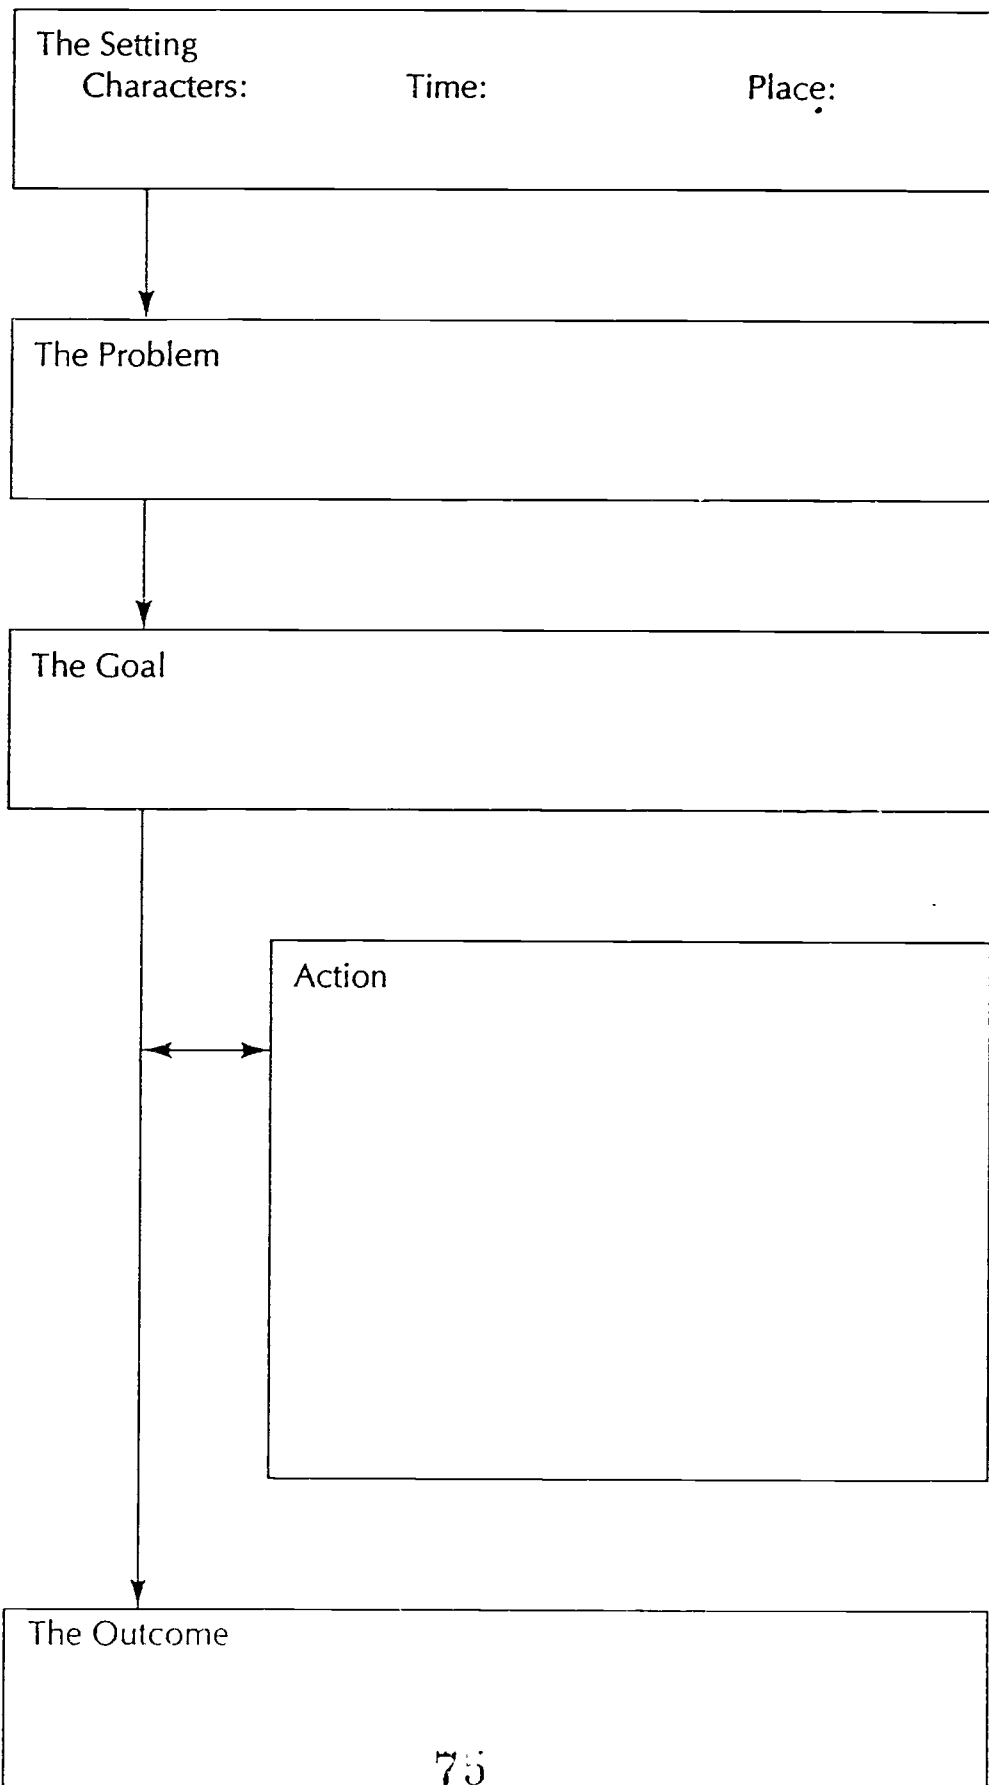 The Setting
Characters: Time: Place:
The Problem
The Goal
Action
The Outcome
75